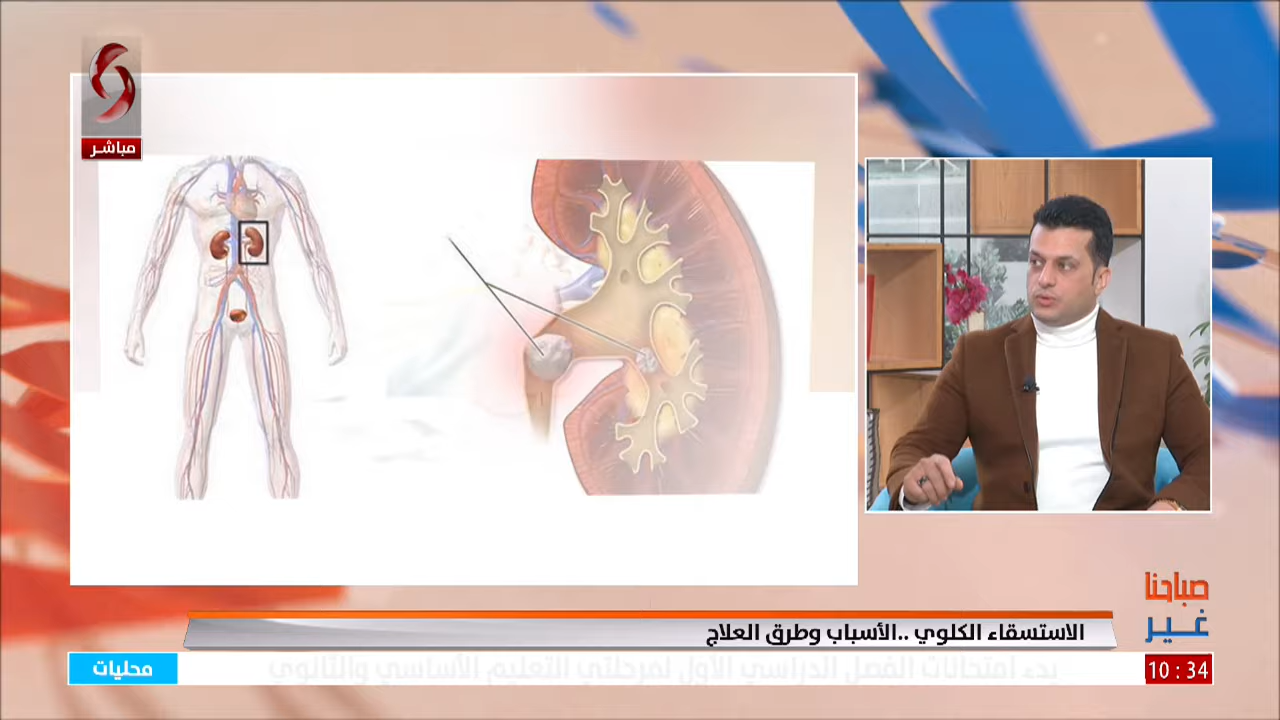 مباشر
صباحنا
غير
الاستسقاء الكلوي ..الأسباب وطرق العلاج
محليات
بدء امتحانات الفصل الدراسي الأول لمرحلتي التعليم الأساسي والثانوي
10 : 34